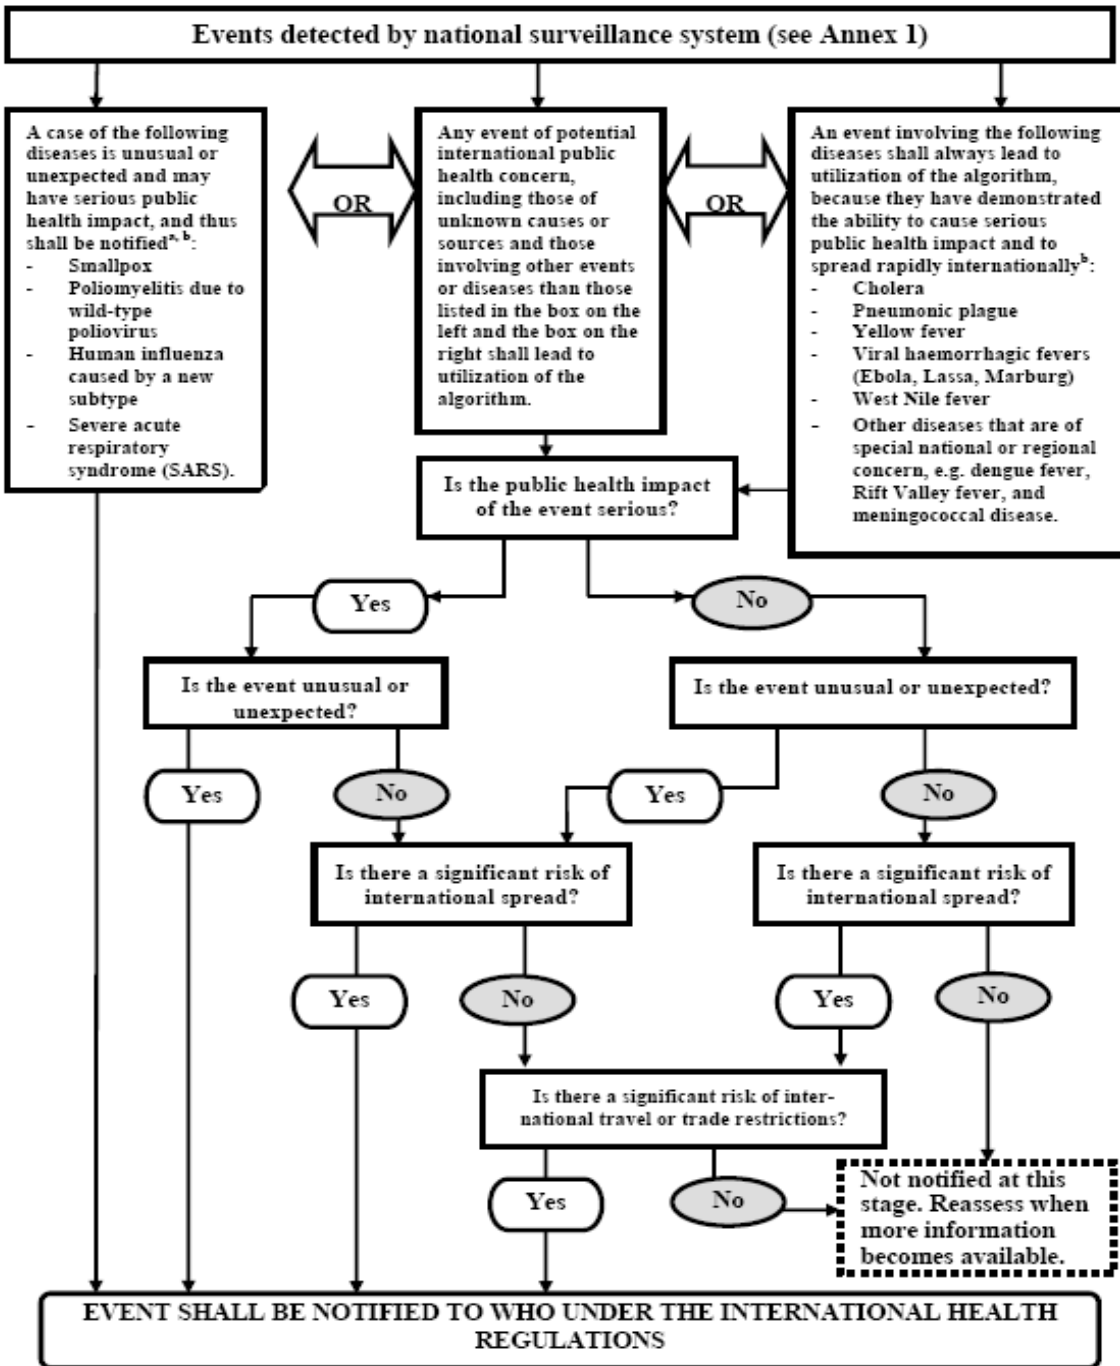 Events detected by national surveillance system (see Annex 1)
A case of the following
diseases is unusual or
unexpected and may
have serious public
health impact, and thus
shall be notifiedᵃ, ᵇ:
- Smallpox
- Poliomyelitis due to
wild-type
poliovirus
- Human influenza
caused by a new
subtype
- Severe acute
respiratory
syndrome (SARS).
OR
Any event of potential
international public
health concern,
including those of
unknown causes or
sources and those
involving other events
or diseases than those
listed in the box on the
left and the box on the
right shall lead to
utilization of the
algorithm.
OR
An event involving the following
diseases shall always lead to
utilization of the algorithm,
because they have demonstrated
the ability to cause serious
public health impact and to
spread rapidly internationallyᵇ:
- Cholera
- Pneumonic plague
- Yellow fever
- Viral haemorrhagic fevers
(Ebola, Lassa, Marburg)
- West Nile fever
- Other diseases that are of
special national or regional
concern, e.g. dengue fever,
Rift Valley fever, and
meningococcal disease.
Is the public health impact
of the event serious?
Yes
No
Is the event unusual or
unexpected?
Is the event unusual or unexpected?
Yes
No
Yes
No
Is there a significant risk of
international spread?
Is there a significant risk of
international spread?
Yes
No
Yes
No
Is there a significant risk of inter-
national travel or trade restrictions?
Yes
No
Not notified at this
stage. Reassess when
more information
becomes available.
EVENT SHALL BE NOTIFIED TO WHO UNDER THE INTERNATIONAL HEALTH
REGULATIONS